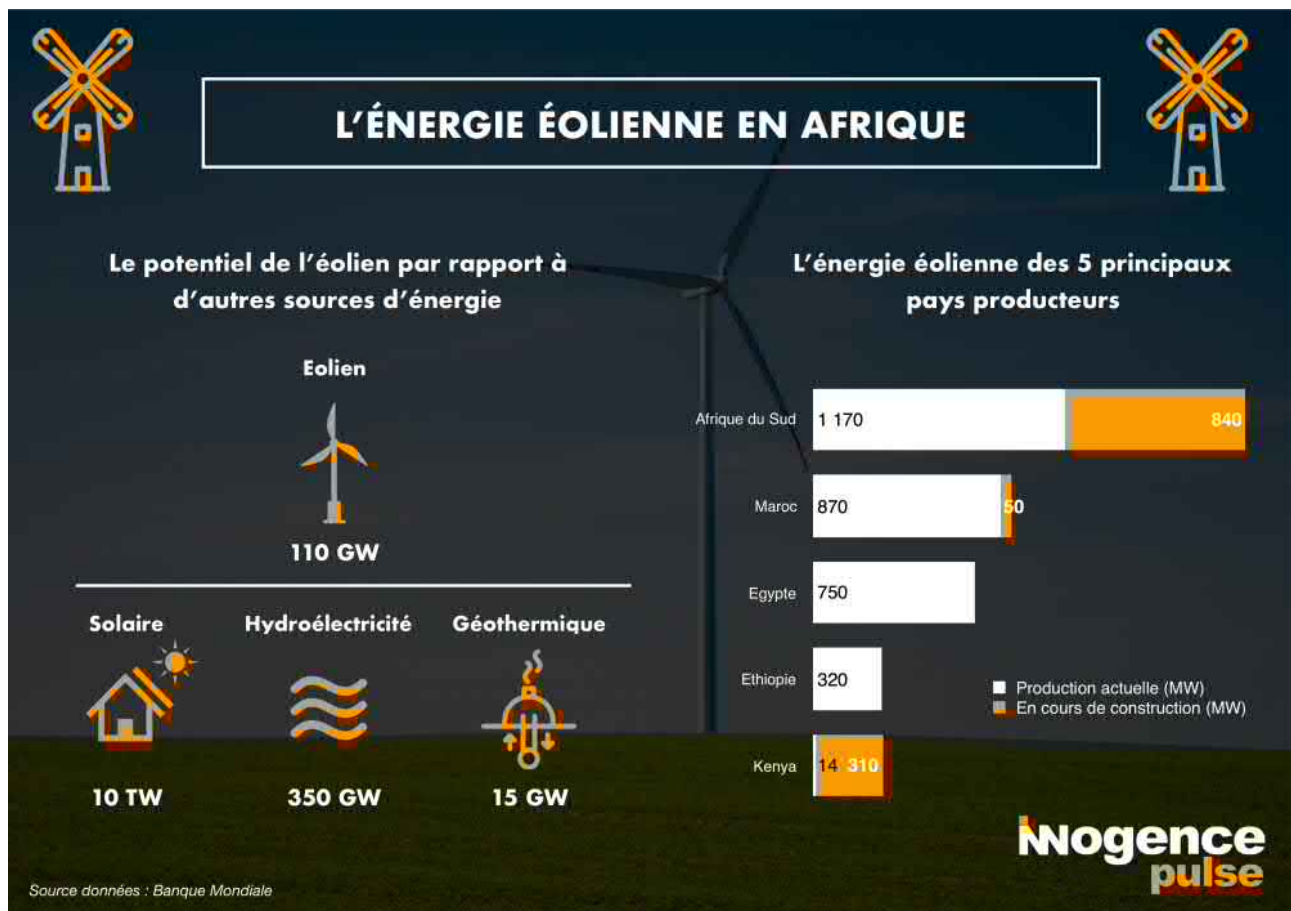 L'ÉNERGIE ÉOLIENNE EN AFRIQUE
Le potentiel de l'éolien par rapport à
d'autres sources d'énergie
Eolien
110 GW
Solaire
Hydroélectricité
Géothermique
10 TW
350 GW
15 GW
L'énergie éolienne des 5 principaux
pays producteurs
Afrique du Sud
1 170
840
Maroc
870
50
Egypte
750
Ethiopie
320
Production actuelle (MW)
En cours de construction (MW)
Kenya
14
310
iNNogence
pulse
Source données : Banque Mondiale